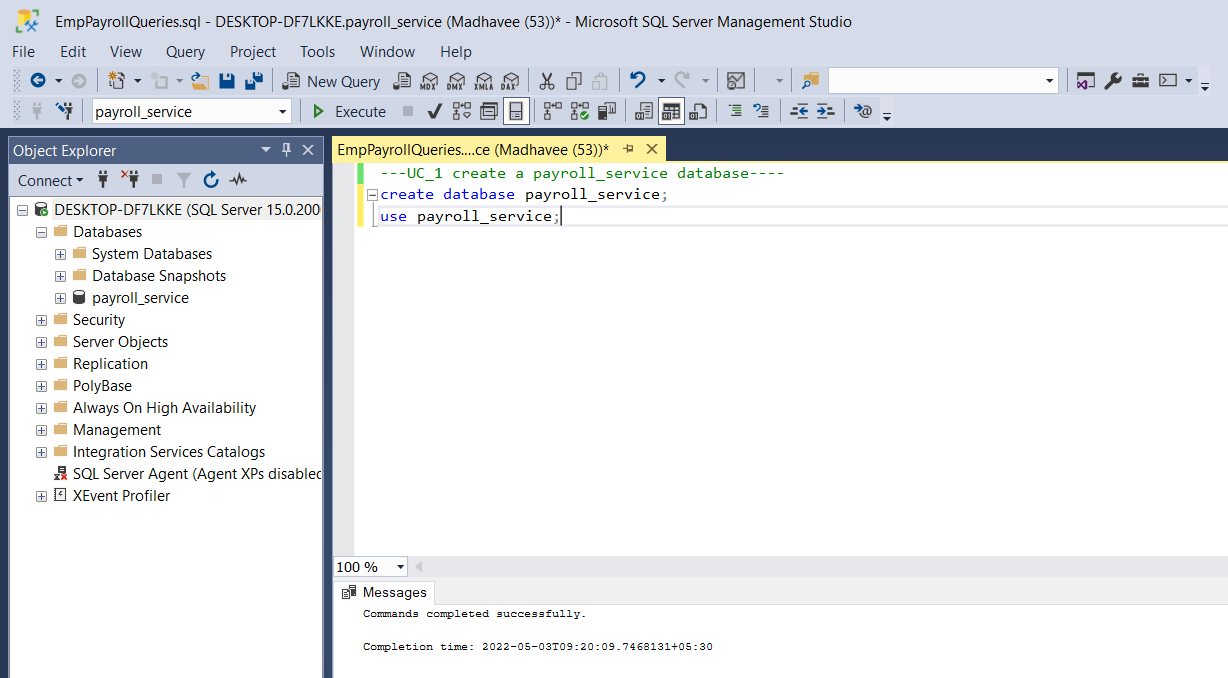 EmpPayrollQueries.sql - DESKTOP-DF7LKKE.payroll_service (Madhavee (53))* - Microsoft SQL Server Management Studio
File Edit View Query Project Tools Window Help
New Query MDX DMX XMLA DAX
payroll_service Execute
Object Explorer
Connect
DESKTOP-DF7LKKE (SQL Server 15.0.200
Databases
System Databases
Database Snapshots
payroll_service
Security
Server Objects
Replication
PolyBase
Always On High Availability
Management
Integration Services Catalogs
SQL Server Agent (Agent XPs disabled
XEvent Profiler
EmpPayrollQueries....ce (Madhavee (53))*
---UC_1 create a payroll_service database----
create database payroll_service;
use payroll_service;
100 %
Messages
Commands completed successfully.
Completion time: 2022-05-03T09:20:09.7468131+05:30